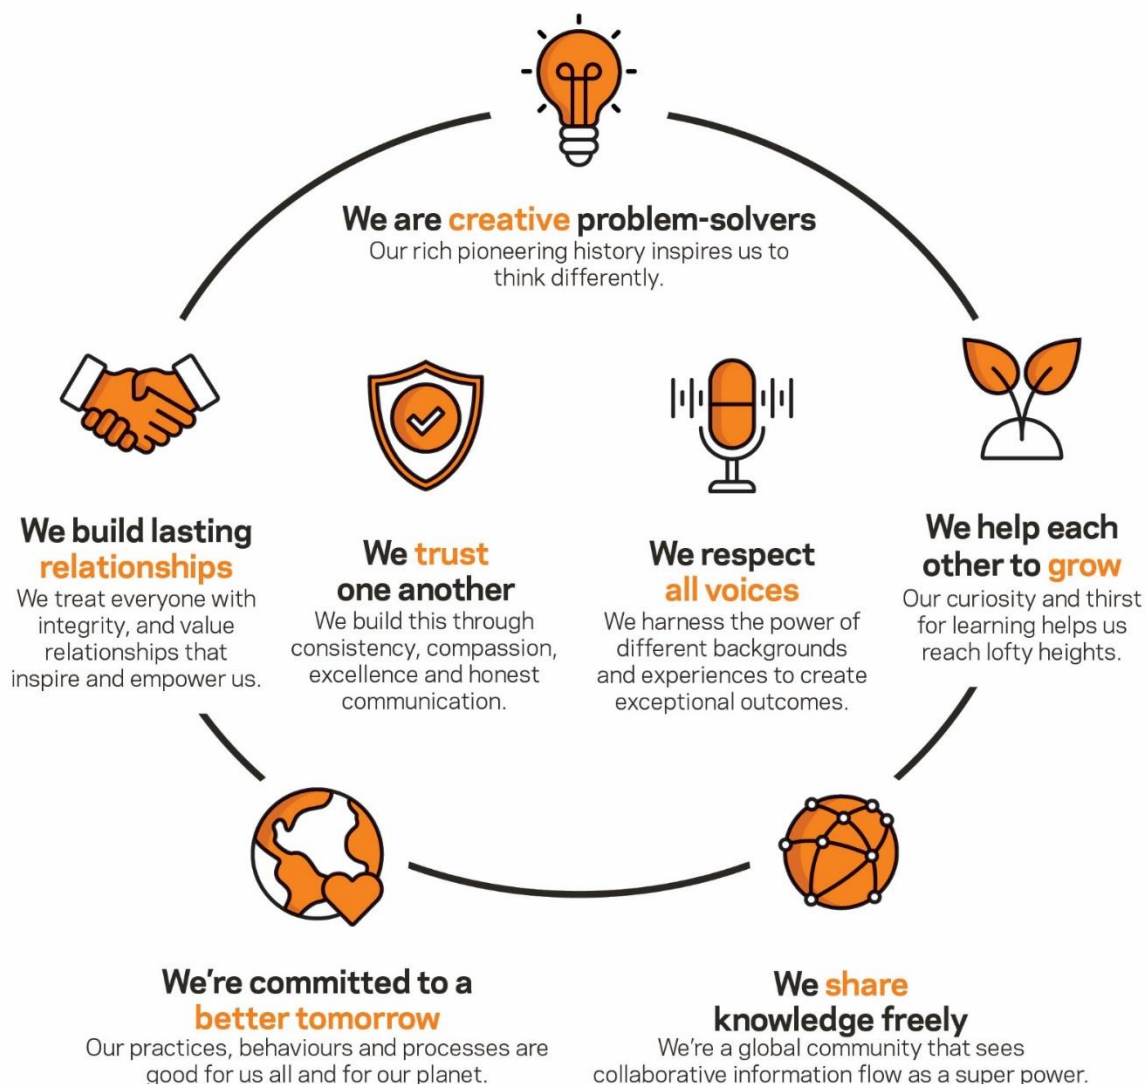 We are creative problem-solvers
Our rich pioneering history inspires us to
think differently.
We build lasting
relationships
We treat everyone with
integrity, and value
relationships that
inspire and empower us.
We trust
one another
We build this through
consistency, compassion,
excellence and honest
communication.
We respect
all voices
We harness the power of
different backgrounds
and experiences to create
exceptional outcomes.
We help each
other to grow
Our curiosity and thirst
for learning helps us
reach lofty heights.
We're committed to a
better tomorrow
Our practices, behaviours and processes are
good for us all and for our planet.
We share
knowledge freely
We're a global community that sees
collaborative information flow as a super power.